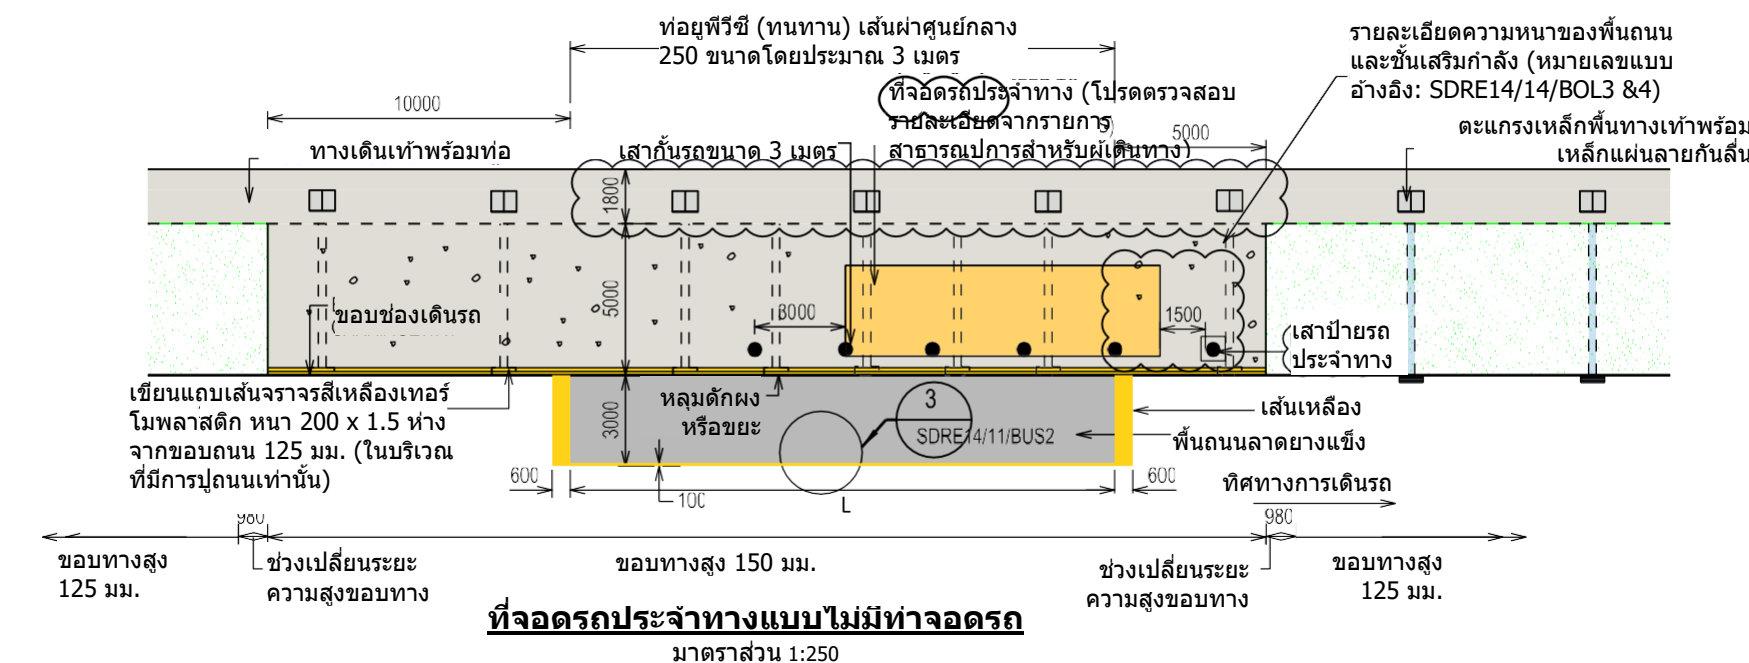 ท่อยูพีวีซี (ทนทาน) เส้นผ่าศูนย์กลาง
250 ขนาดโดยประมาณ 3 เมตร
รายละเอียดความหนาของพื้นถนน
และชั้นเสริมกำลัง (หมายเลขแบบ
อ้างอิง: SDRE14/14/BOL3 &4)
10000
ที่จอดรถประจำทาง (โปรดตรวจสอบ
รายละเอียดจากรายการ
สาธารณูปการสำหรับผู้เดินทาง)
5000
ตะแกรงเหล็กพื้นทางเท้าพร้อม
เหล็กแผ่นลายกันลื่น
ทางเดินเท้าพร้อมท่อ
เสากั้นรถขนาด 3 เมตร
1800
5000
ขอบช่องเดินรถ
3000
1500
เสาป้ายรถ
ประจำทาง
เขียนแถบเส้นจราจรสีเหลืองเทอร์
โมพลาสติก หนา 200 x 1.5 ห่าง
จากขอบถนน 125 มม. (ในบริเวณ
ที่มีการปูถนนเท่านั้น)
หลุมดักผง
หรือขยะ
3000
3
SDRE14/11/BUS2
เส้นเหลือง
พื้นถนนลาดยางแข็ง
600
100
L
600
ทิศทางการเดินรถ
980
980
ขอบทางสูง
125 มม.
ช่วงเปลี่ยนระยะ
ความสูงขอบทาง
ขอบทางสูง 150 มม.
ช่วงเปลี่ยนระยะ
ความสูงขอบทาง
ขอบทางสูง
125 มม.
ที่จอดรถประจำทางแบบไม่มีท่าจอดรถ
มาตราส่วน 1:250